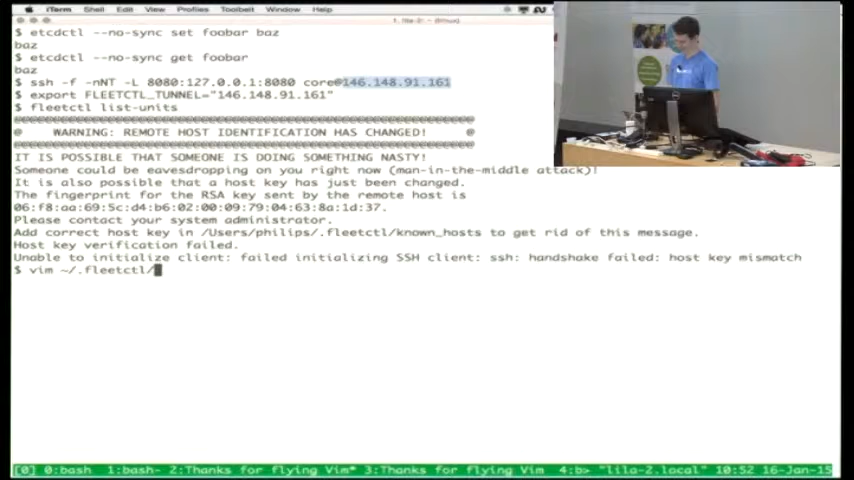 iTerm Shell Edit View Profiles Toolbelt Window Help
$ etcdctl --no-sync set foobar baz
baz
$ etcdctl --no-sync get foobar
baz
$ ssh -f -nNT -L 8080:127.0.0.1:8080 core@146.148.91.161
$ export FLEETCTL_TUNNEL="146.148.91.161"
$ fleetctl list-units
@@@@@@@@@@@@@@@@@@@@@@@@@@@@@@@@@@@@@@@@@@@@@@@@@@@@@@@@@@@
@ WARNING: REMOTE HOST IDENTIFICATION HAS CHANGED! @
@@@@@@@@@@@@@@@@@@@@@@@@@@@@@@@@@@@@@@@@@@@@@@@@@@@@@@@@@@@
IT IS POSSIBLE THAT SOMEONE IS DOING SOMETHING NASTY!
Someone could be eavesdropping on you right now (man-in-the-middle attack)!
It is also possible that a host key has just been changed.
The fingerprint for the RSA key sent by the remote host is
06:f8:aa:69:5c:d4:b6:02:00:09:79:04:63:8a:1d:37.
Please contact your system administrator.
Add correct host key in /Users/philips/.fleetctl/known_hosts to get rid of this message.
Host key verification failed.
Unable to initialize client: failed initializing SSH client: ssh: handshake failed: host key mismatch
$ vim ~/.fleetctl/
[0] 0:bash 1:bash- 2:Thanks for flying Vim* 3:Thanks for flying Vim 4:b> "lila-2.local" 10:52 16-Jan-15